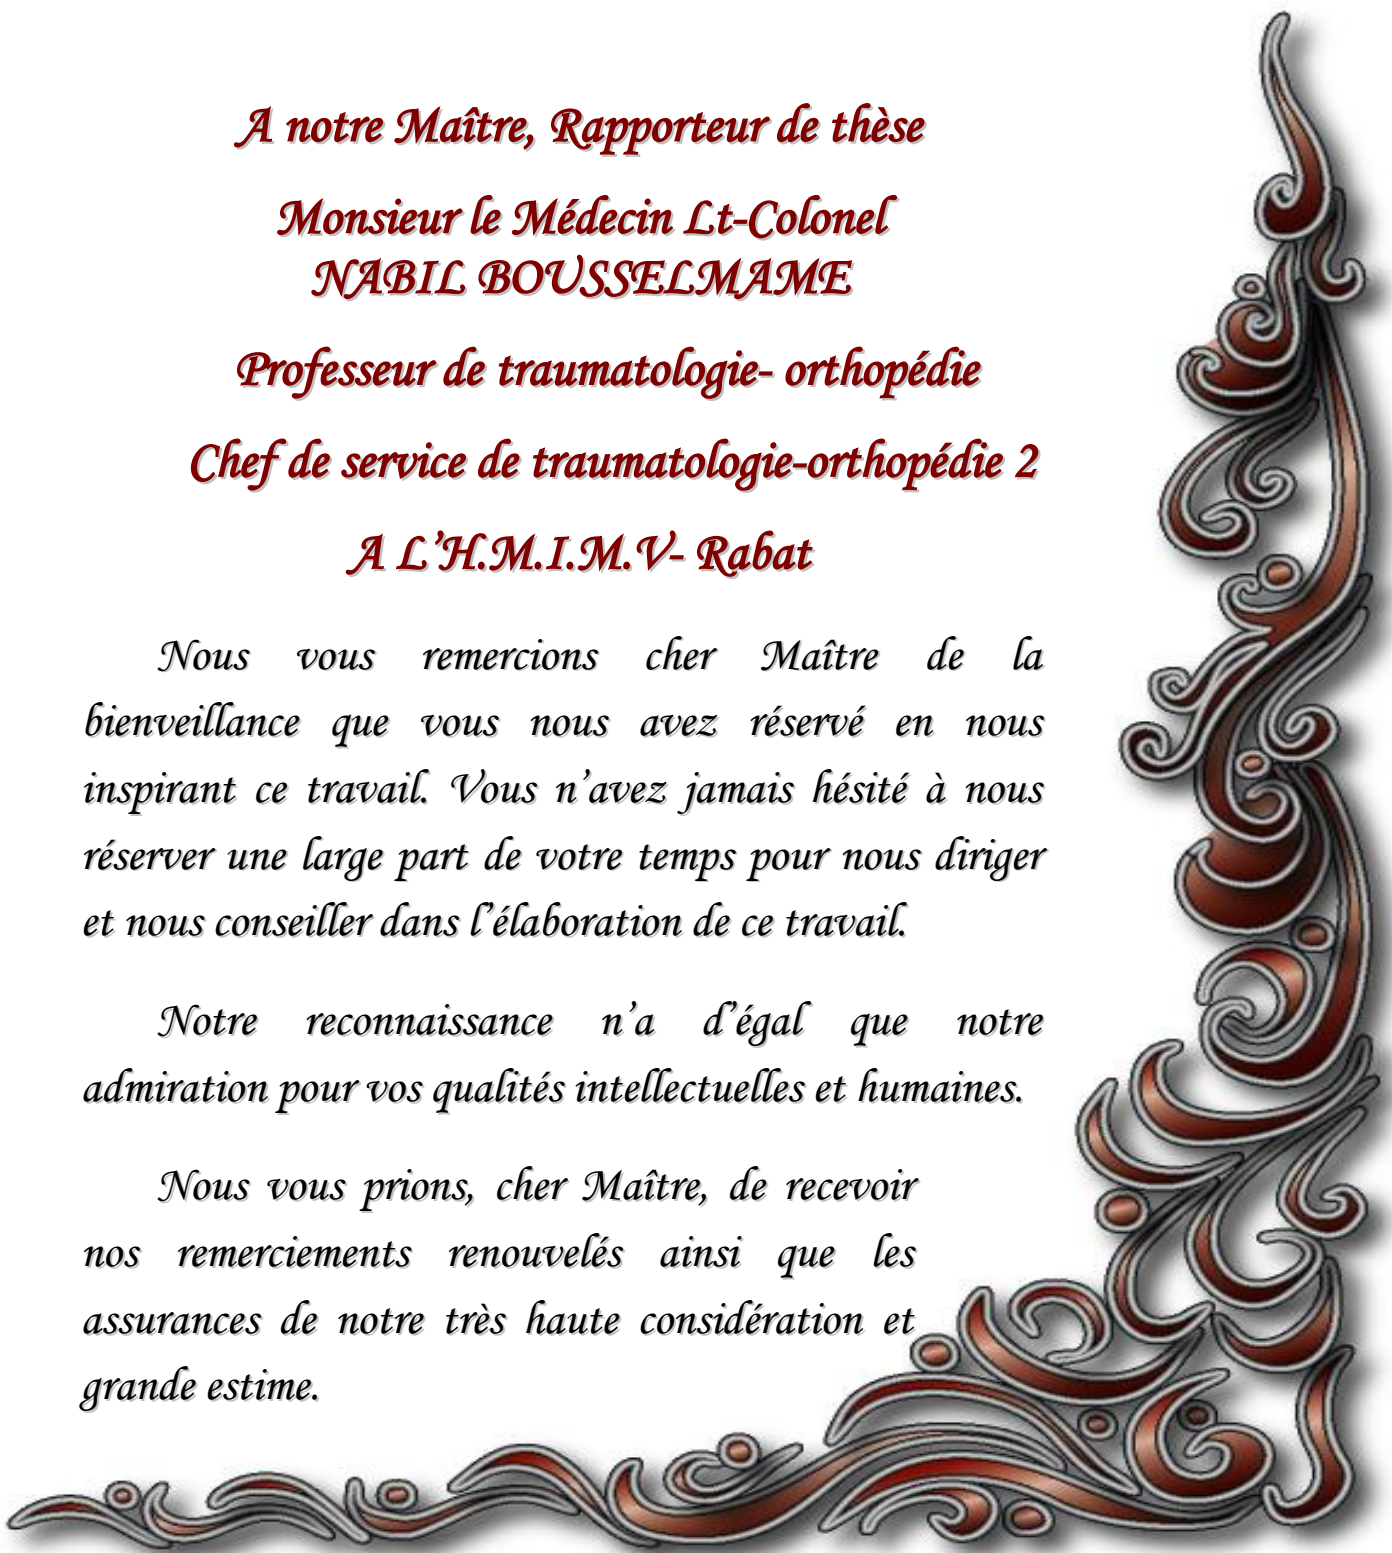 A notre Maître, Rapporteur de thèse
Monsieur le Médecin Lt-Colonel
NABIL BOUSSELMAME
Professeur de traumatologie- orthopédie
Chef de service de traumatologie-orthopédie 2
A L’H.M.I.M.V- Rabat
Nous vous remercions cher Maître de la
bienveillance que vous nous avez réservé en nous
inspirant ce travail. Vous n’avez jamais hésité à nous
réserver une large part de votre temps pour nous diriger
et nous conseiller dans l’élaboration de ce travail.
Notre reconnaissance n’a d’égal que notre
admiration pour vos qualités intellectuelles et humaines.
Nous vous prions, cher Maître, de recevoir
nos remerciements renouvelés ainsi que les
assurances de notre très haute considération et
grande estime.